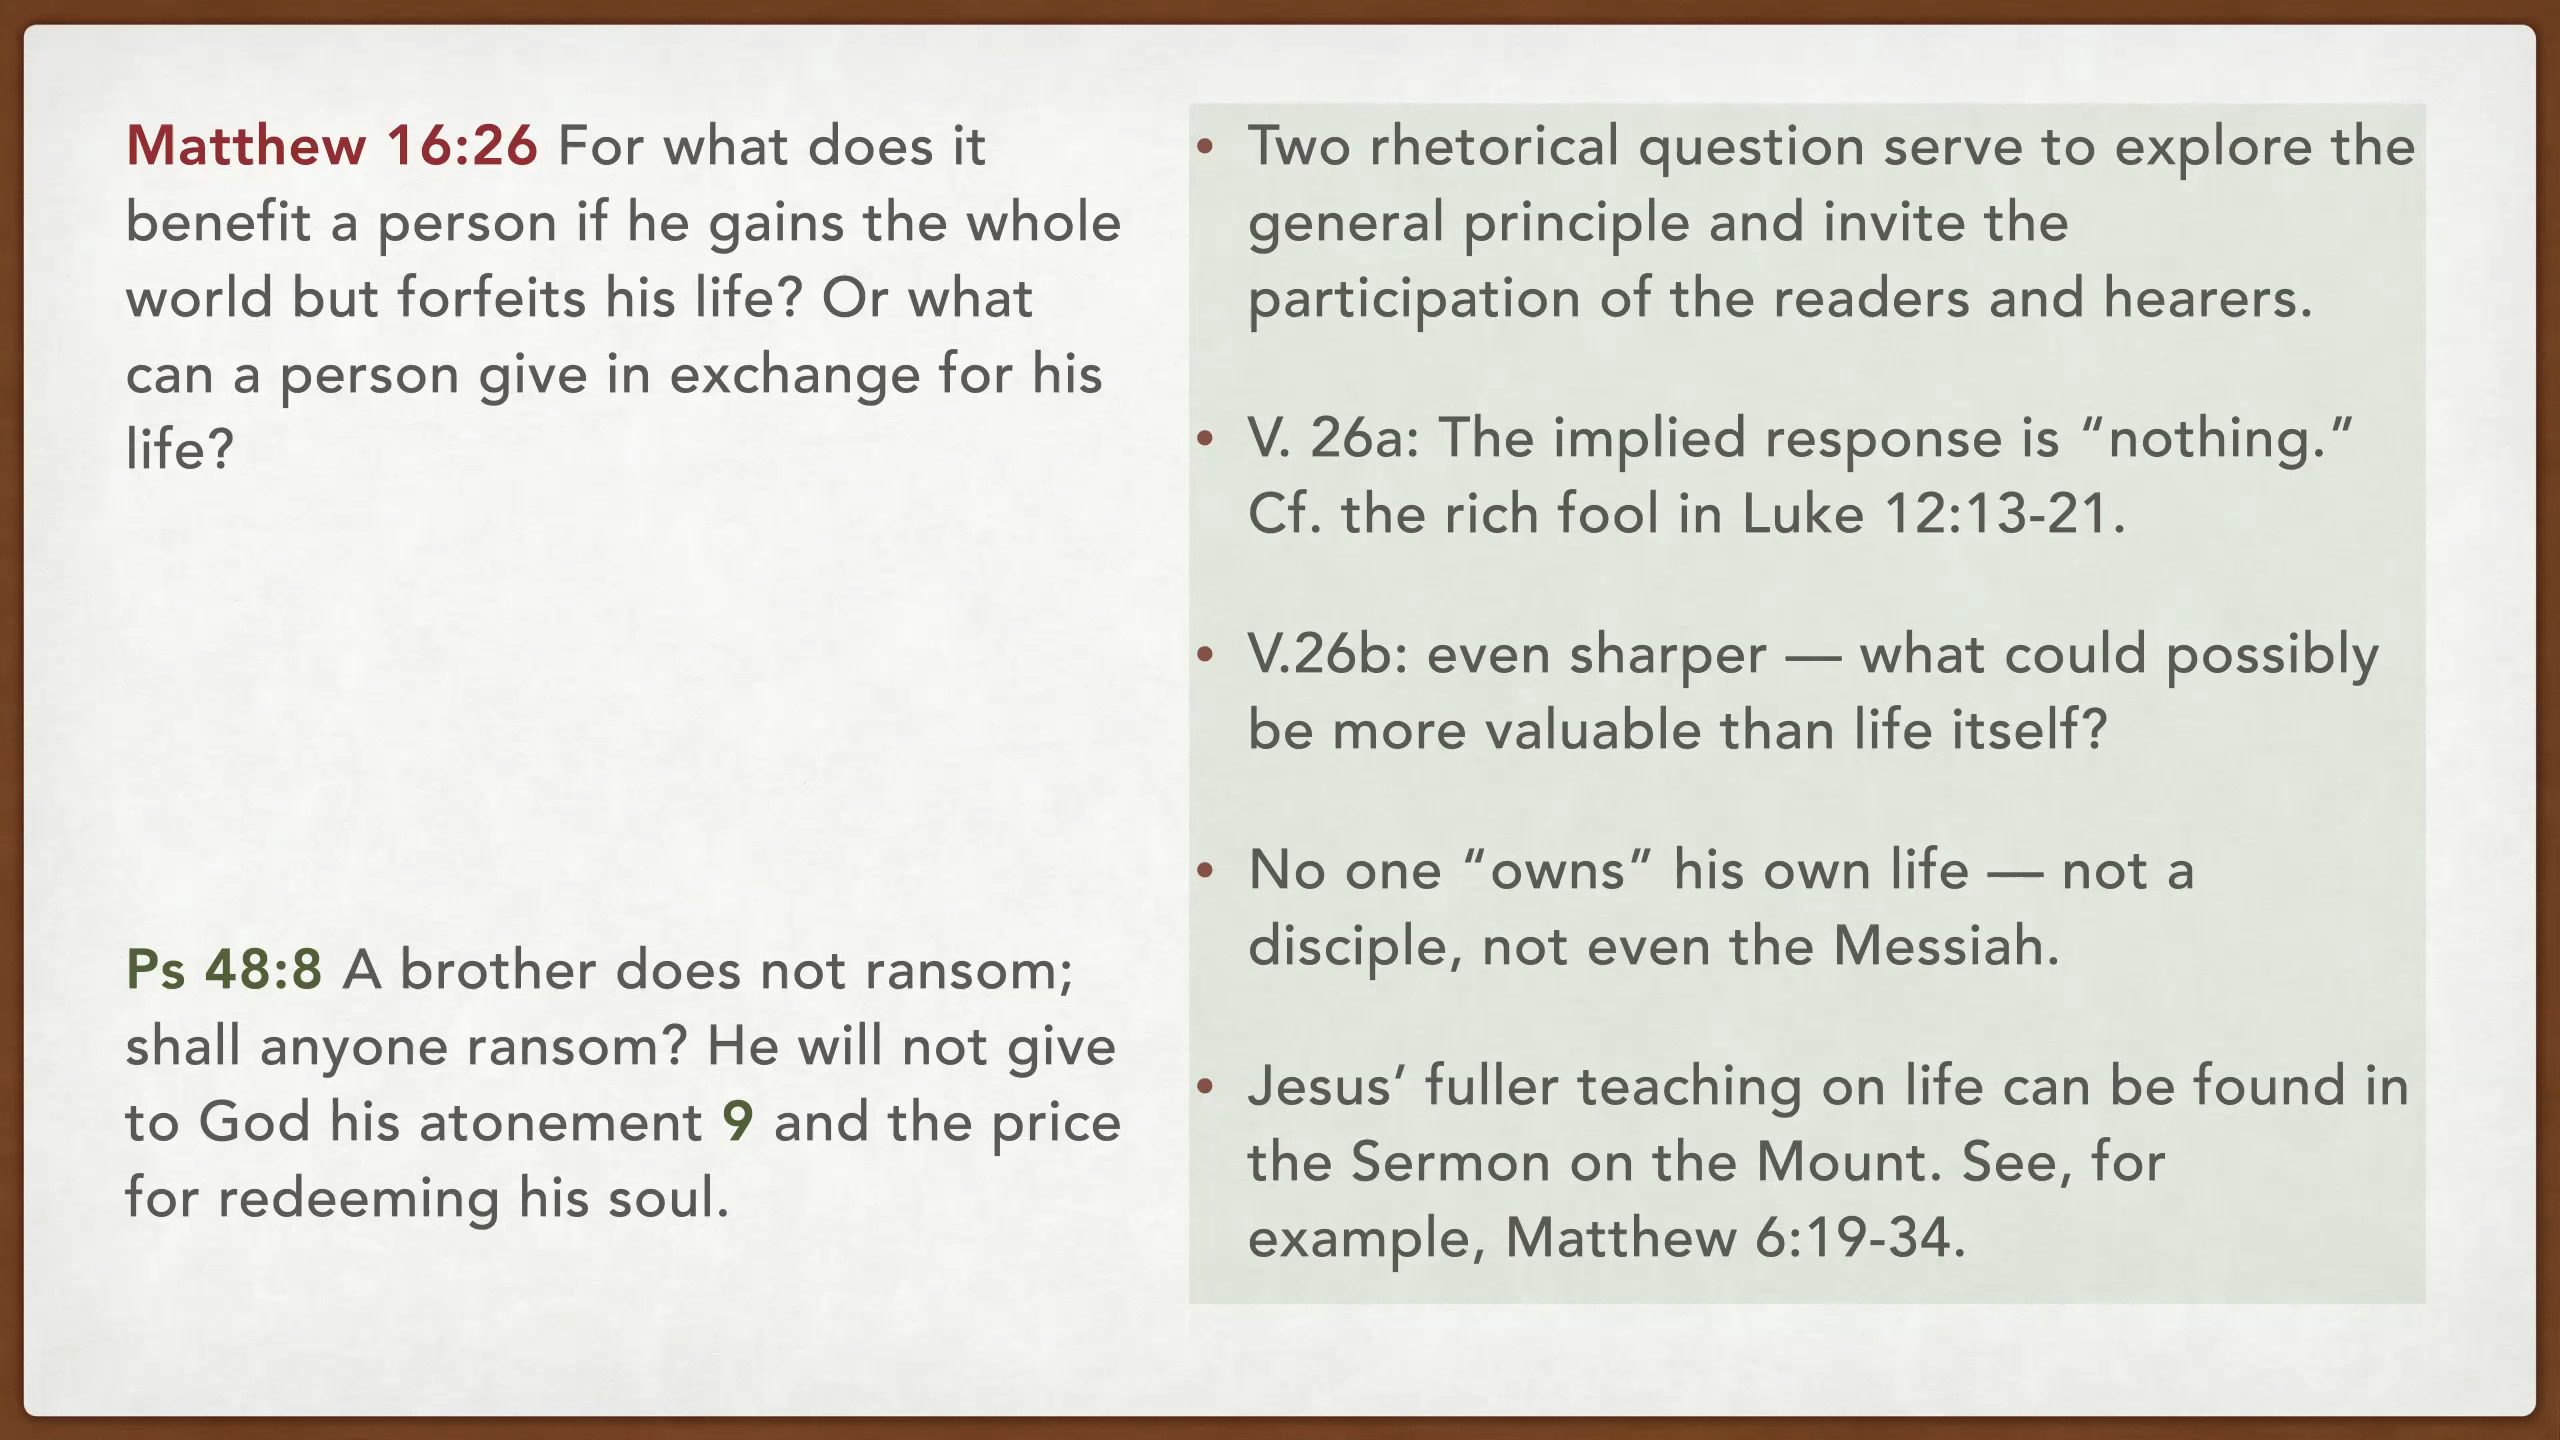 Matthew 16:26 For what does it
benefit a person if he gains the whole
world but forfeits his life? Or what
can a person give in exchange for his
life?
Ps 48:8 A brother does not ransom;
shall anyone ransom? He will not give
to God his atonement 9 and the price
for redeeming his soul.
• Two rhetorical question serve to explore the
general principle and invite the
participation of the readers and hearers.
• V. 26a: The implied response is “nothing.”
Cf. the rich fool in Luke 12:13-21.
• V.26b: even sharper — what could possibly
be more valuable than life itself?
• No one “owns” his own life — not a
disciple, not even the Messiah.
• Jesus’ fuller teaching on life can be found in
the Sermon on the Mount. See, for
example, Matthew 6:19-34.